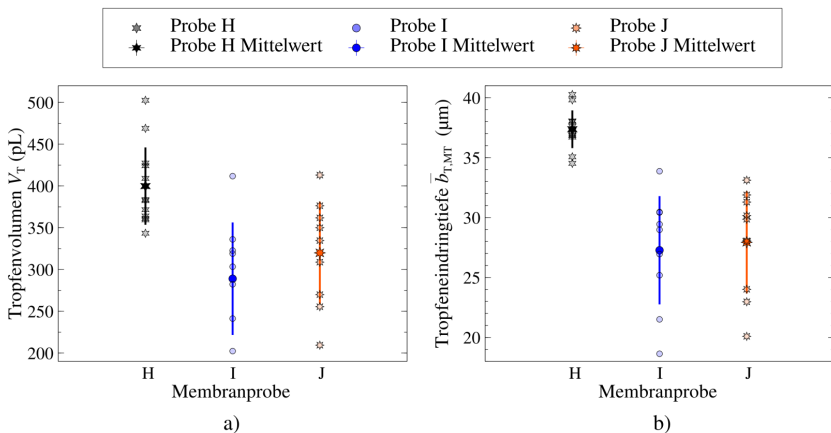 Probe H Probe I Probe J
Probe H Mittelwert Probe I Mittelwert Probe J Mittelwert
Tropfenvolumen V_T (pL)
500
450
400
350
300
250
200
H I J
Membranprobe
a)
Tropfeneindringtiefe b̅_T,MT (µm)
40
35
30
25
20
H I J
Membranprobe
b)